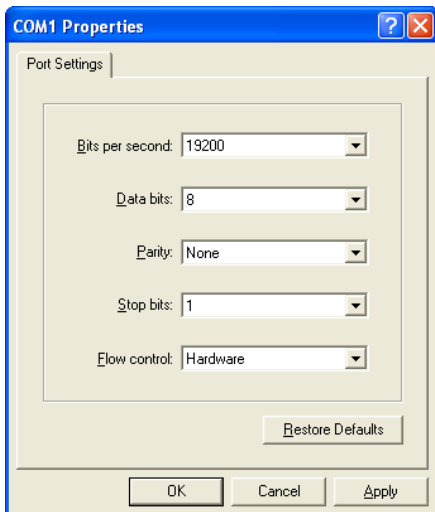 COM1 Properties
Port Settings
Bits per second: 19200
Data bits: 8
Parity: None
Stop bits: 1
Flow control: Hardware
Restore Defaults
OK Cancel Apply